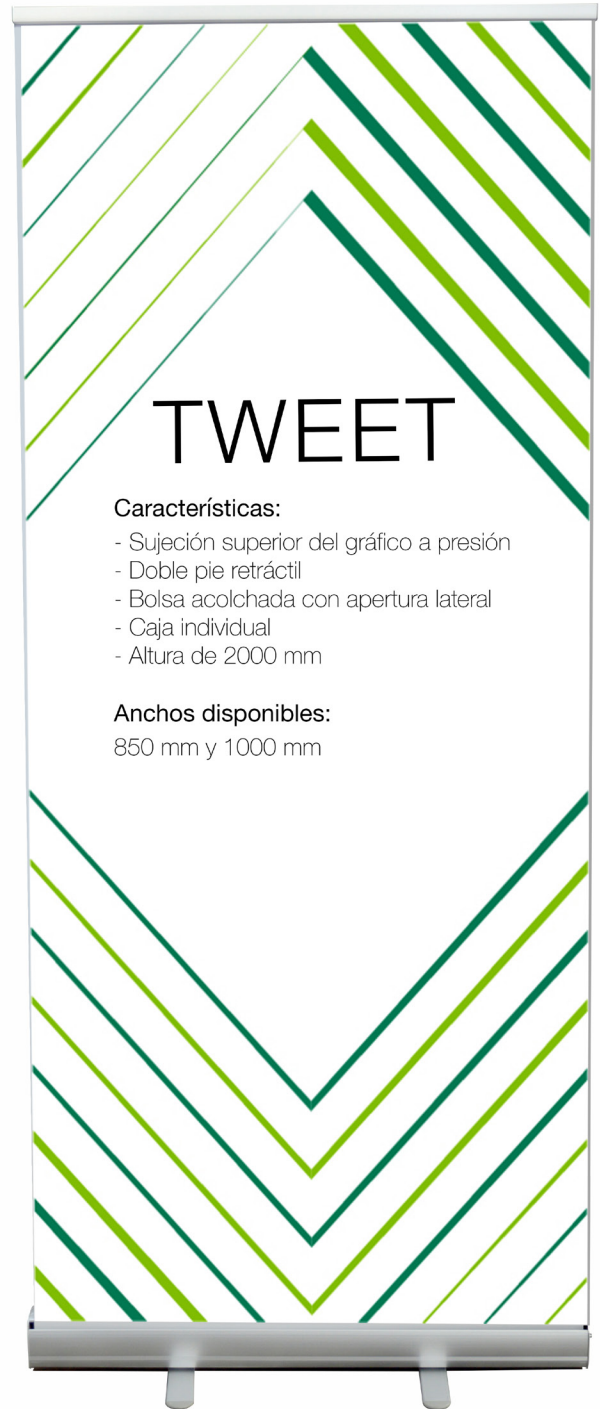 TWEET
Características:
- Sujeción superior del gráfico a presión
- Doble pie retráctil
- Bolsa acolchada con apertura lateral
- Caja individual
- Altura de 2000 mm
Anchos disponibles:
850 mm y 1000 mm